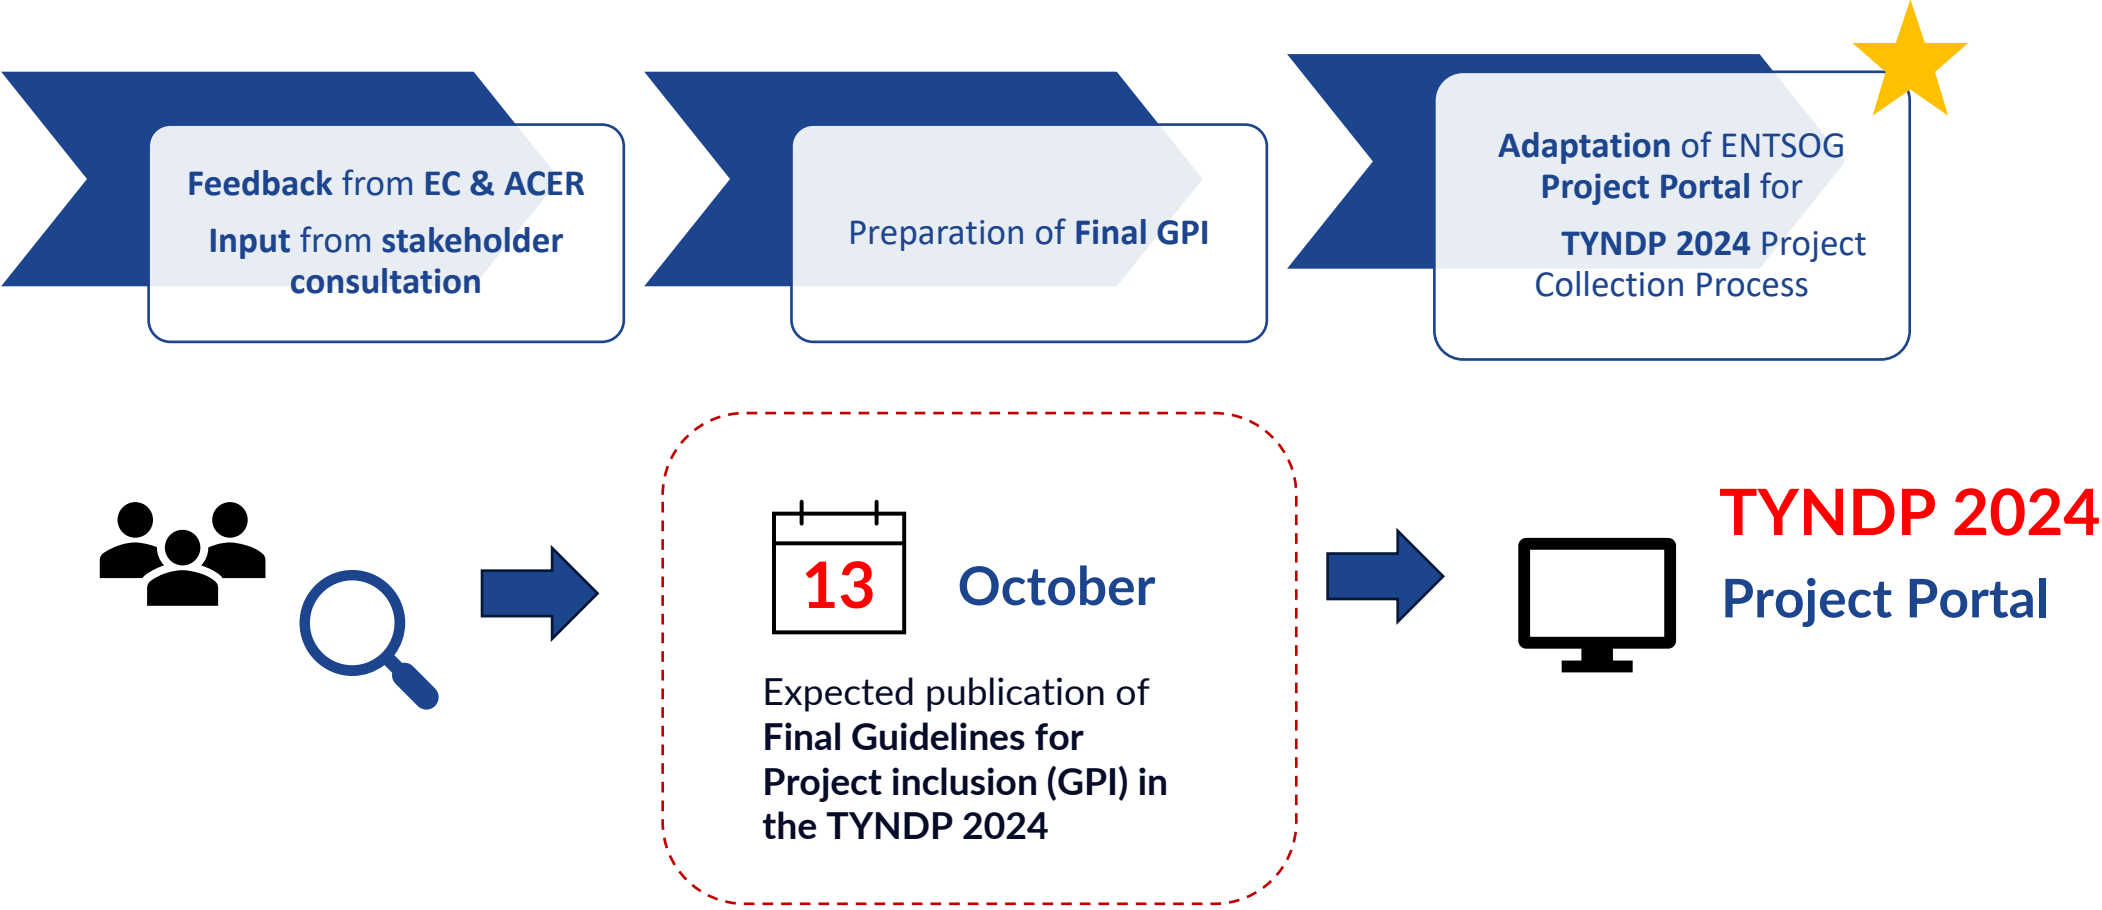 Feedback from EC & ACER
Input from stakeholder
consultation
Preparation of Final GPI
Adaptation of ENTSOG
Project Portal for
TYNDP 2024 Project
Collection Process
13
October
Expected publication of
Final Guidelines for
Project inclusion (GPI) in
the TYNDP 2024
TYNDP 2024
Project Portal